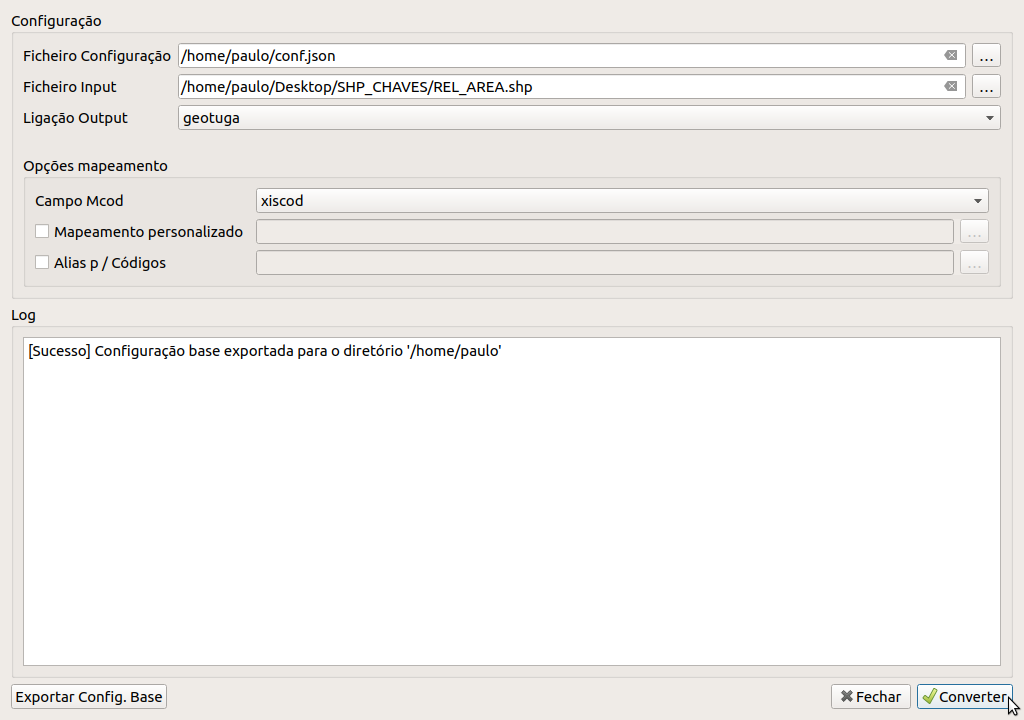 Configuração
Ficheiro Configuração /home/paulo/conf.json ...
Ficheiro Input /home/paulo/Desktop/SHP_CHAVES/REL_AREA.shp ...
Ligação Output geotuga
Opções mapeamento
Campo Mcod xiscod
Mapeamento personalizado ...
Alias p / Códigos ...
Log
[Sucesso] Configuração base exportada para o diretório '/home/paulo'
Exportar Config. Base Fechar Converter